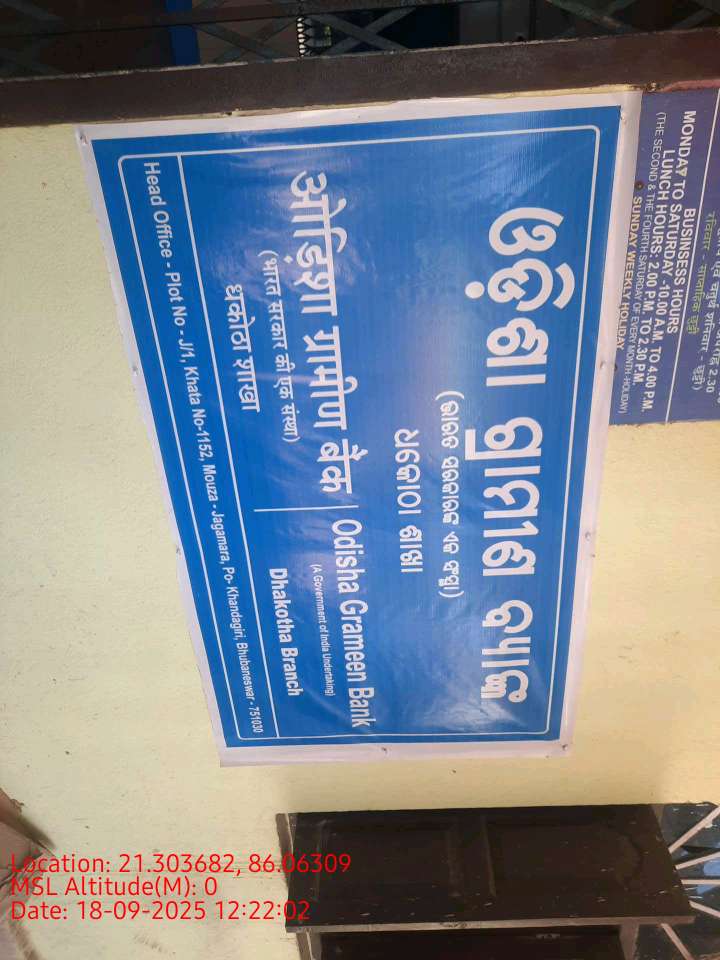 ଓଡ଼ିଶା ଗ୍ରାମୀଣ ବ୍ୟାଙ୍କ
(ଭାରତ ସରକାରଙ୍କ ଏକ ସଂସ୍ଥା)
ଧକୋଠା ଶାଖା
ओड़िशा ग्रामीण बैंक | Odisha Grameen Bank
(भारत सरकार की एक संस्था) (A Government of India Undertaking)
धकोठा शाखा Dhakotha Branch
Head Office - Plot No - J/1, Khata No-1152, Mouza - Jagamara, Po- Khandagiri, Bhubaneswar - 751030
चतुर्थ शनिवार - छुट्टी)
रविवार - साप्ताहिक छुट्टी
BUSINSESS HOURS
MONDAY TO SATURDAY -10.00 A.M. TO 4.00 P.M.
LUNCH HOURS: 2.00 P.M. TO 2.30 P.M.
(THE SECOND & THE FOURTH SATURDAY OF EVERY MONTH-HOLIDAY)
SUNDAY WEEKLY HOLIDAY
Location: 21.303682, 86.06309
MSL Altitude(M): 0
Date: 18-09-2025 12:22:02